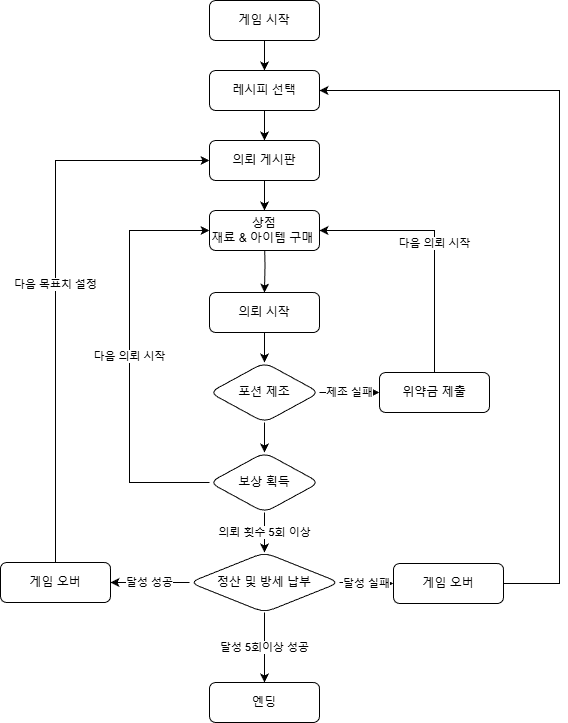 게임 시작
레시피 선택
의뢰 게시판
상점
재료 & 아이템 구매
다음 의뢰 시작
다음 목표치 설정
의뢰 시작
다음 의뢰 시작
포션 제조
제조 실패
위약금 제출
보상 획득
의뢰 횟수 5회 이상
게임 오버
달성 성공
정산 및 방세 납부
달성 실패
게임 오버
달성 5회이상 성공
엔딩